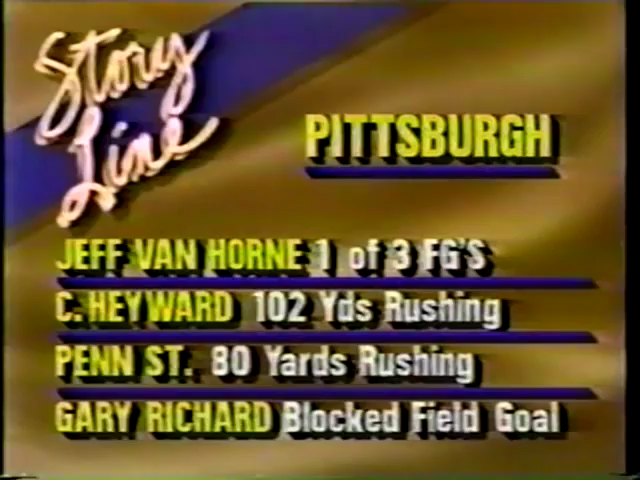 Story
Line
PITTSBURGH
JEFF VAN HORNE 1 of 3 FG'S
C. HEYWARD 102 Yds Rushing
PENN ST. 80 Yards Rushing
GARY RICHARD Blocked Field Goal